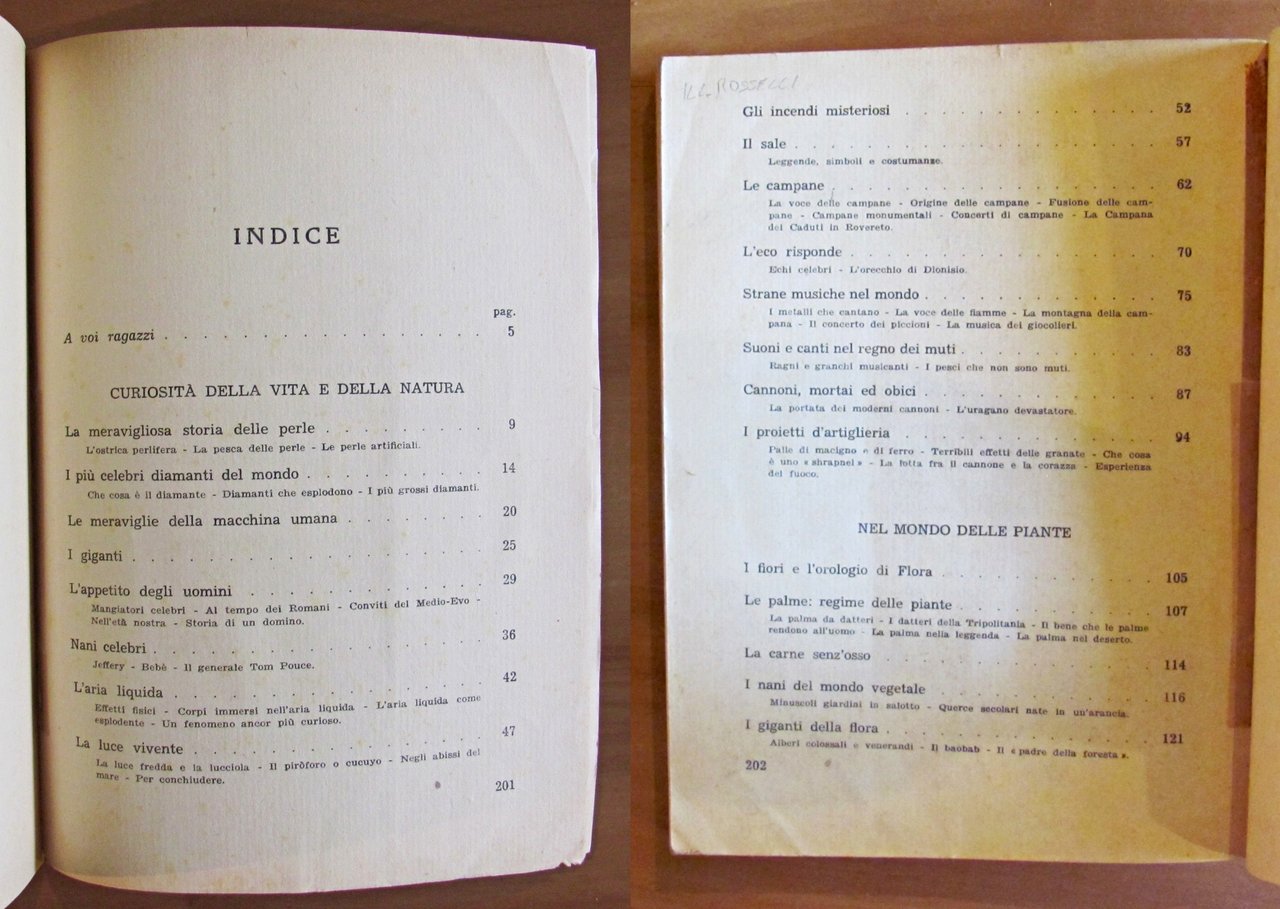 INDICE
pag.
A voi ragazzi . . . . . . . . . . . . . 5
CURIOSITÀ DELLA VITA E DELLA NATURA
La meravigliosa storia delle perle . . . . . . . 9
L'ostrica perlifera - La pesca delle perle - Le perle artificiali.
I più celebri diamanti del mondo . . . . . . . 14
Che cosa è il diamante - Diamanti che esplodono - I più grossi diamanti.
Le meraviglie della macchina umana . . . . . . 20
I giganti . . . . . . . . . . . . . . 25
L'appetito degli uomini . . . . . . . . . . 29
Mangiatori celebri - Al tempo dei Romani - Conviti del Medio-Evo -
Nell'età nostra - Storia di un domino.
Nani celebri . . . . . . . . . . . . . 36
Jeffery - Bebè - Il generale Tom Pouce.
L'aria liquida . . . . . . . . . . . . . 42
Effetti fisici - Corpi immersi nell'aria liquida - L'aria liquida come
esplodente - Un fenomeno ancor più curioso.
La luce vivente . . . . . . . . . . . . 47
La luce fredda e la lucciola - Il piròforo o cucuyo - Negli abissi del
mare - Per conchiudere.
201
ILL. ROSSELLI
Gli incendi misteriosi . . . . . . . . . . 52
Il sale . . . . . . . . . . . . . . 57
Leggende, simboli e costumanze.
Le campane . . . . . . . . . . . . . 62
La voce delle campane - Origine delle campane - Fusione delle cam-
pane - Campane monumentali - Concerti di campane - La Campana
dei Caduti in Rovereto.
L'eco risponde . . . . . . . . . . . . 70
Echi celebri - L'orecchio di Dionisio.
Strane musiche nel mondo . . . . . . . . . 75
I metalli che cantano - La voce delle fiamme - La montagna della cam-
pana - Il concerto dei piccioni - La musica dei giocolieri.
Suoni e canti nel regno dei muti . . . . . . . . 83
Ragni e granchi musicanti - I pesci che non sono muti.
Cannoni, mortai ed obici . . . . . . . . . 87
La portata dei moderni cannoni - L'uragano devastatore.
I proietti d'artiglieria . . . . . . . . . . 94
Palle di macigno e di ferro - Terribili effetti delle granate - Che cosa
è uno « shrapnel » - La lotta fra il cannone e la corazza - Esperienza
del fuoco.
NEL MONDO DELLE PIANTE
I fiori e l'orologio di Flora . . . . . . . . . 105
Le palme: regime delle piante . . . . . . . . 107
La palma da datteri - I datteri della Tripolitania - Il bene che le palme
rendono all'uomo - La palma nella leggenda - La palma nel deserto.
La carne senz'osso . . . . . . . . . . . 114
I nani del mondo vegetale . . . . . . . . . 116
Minuscoli giardini in salotto - Querce secolari nate in un'arancia.
I giganti della flora . . . . . . . . . . . 121
Alberi colossali e venerandi - Il baobab - Il « padre della foresta ».
202